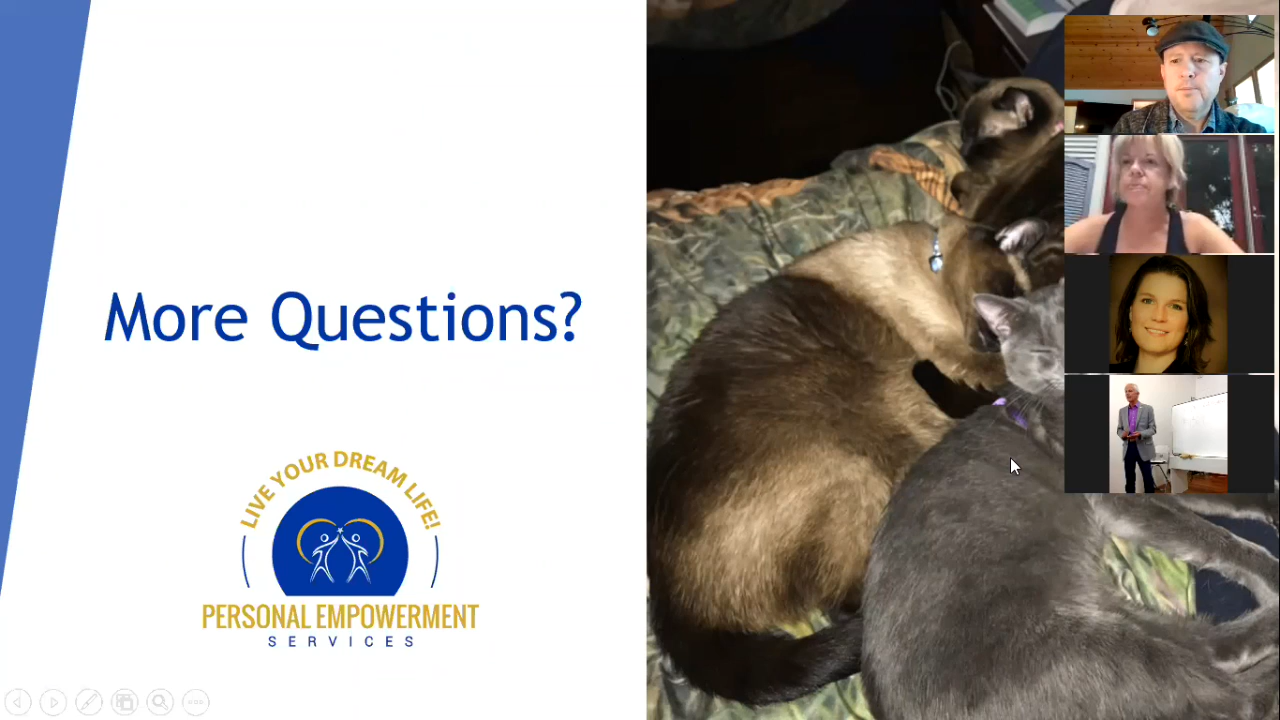 More Questions?
LIVE YOUR DREAM LIFE!
PERSONAL EMPOWERMENT
SERVICES